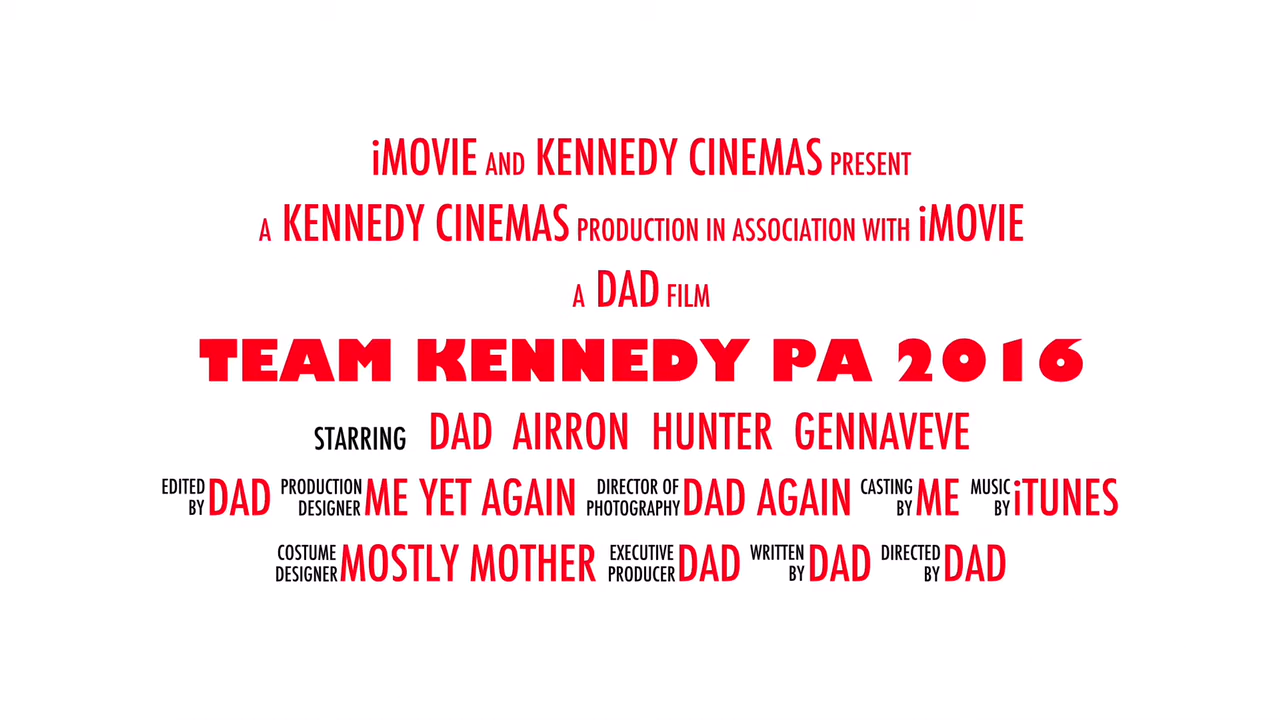 iMOVIE AND KENNEDY CINEMAS PRESENT
A KENNEDY CINEMAS PRODUCTION IN ASSOCIATION WITH iMOVIE
A DAD FILM
TEAM KENNEDY PA 2016
STARRING DAD AIRRON HUNTER GENNAVEVE
EDITED BY DAD PRODUCTION DESIGNER ME YET AGAIN DIRECTOR OF PHOTOGRAPHY DAD AGAIN CASTING BY ME MUSIC BY iTUNES
COSTUME DESIGNER MOSTLY MOTHER EXECUTIVE PRODUCER DAD WRITTEN BY DAD DIRECTED BY DAD